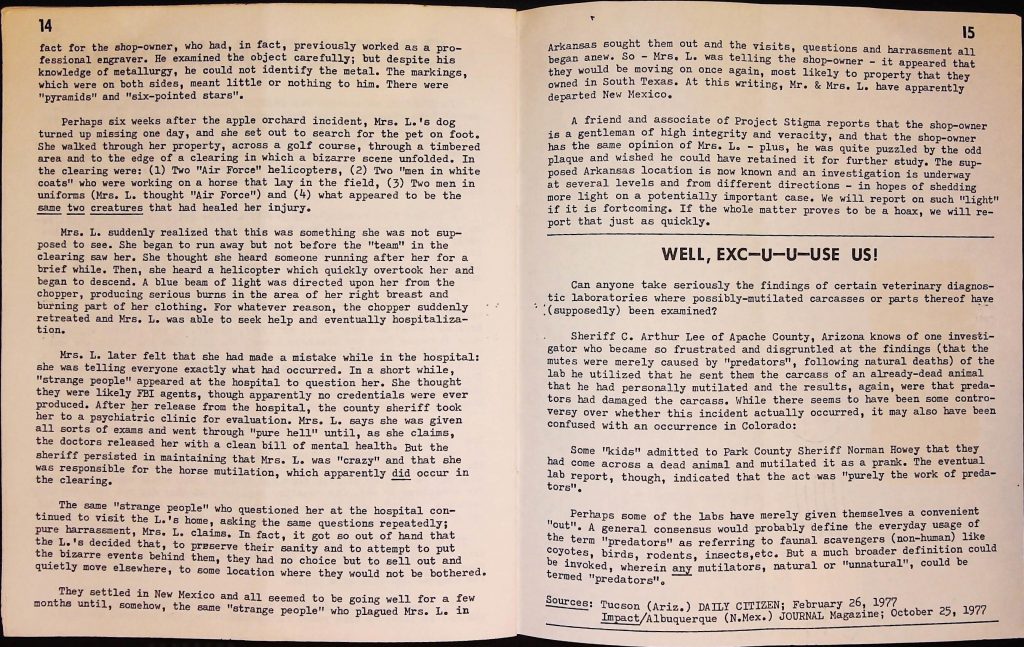 14
fact for the shop-owner, who had, in fact, previously worked as a pro-
fessional engraver. He examined the object carefully; but despite his
knowledge of metallurgy, he could not identify the metal. The markings,
which were on both sides, meant little or nothing to him. There were
"pyramids" and "six-pointed stars".
Perhaps six weeks after the apple orchard incident, Mrs. L.'s dog
turned up missing one day, and she set out to search for the pet on foot.
She walked through her property, across a golf course, through a timbered
area and to the edge of a clearing in which a bizarre scene unfolded. In
the clearing were: (1) Two "Air Force" helicopters, (2) Two "men in white
coats" who were working on a horse that lay in the field, (3) Two men in
uniforms (Mrs. L. thought "Air Force") and (4) what appeared to be the
same two creatures that had healed her injury.
Mrs. L. suddenly realized that this was something she was not sup-
posed to see. She began to run away but not before the "team" in the
clearing saw her. She thought she heard someone running after her for a
brief while. Then, she heard a helicopter which quickly overtook her and
began to descend. A blue beam of light was directed upon her from the
chopper, producing serious burns in the area of her right breast and
burning part of her clothing. For whatever reason, the chopper suddenly
retreated and Mrs. L. was able to seek help and eventually hospitaliza-
tion.
Mrs. L. later felt that she had made a mistake while in the hospital:
she was telling everyone exactly what had occurred. In a short while,
"strange people" appeared at the hospital to question her. She thought
they were likely FBI agents, though apparently no credentials were ever
produced. After her release from the hospital, the county sheriff took
her to a psychiatric clinic for evaluation. Mrs. L. says she was given
all sorts of exams and went through "pure hell" until, as she claims,
the doctors released her with a clean bill of mental health. But the
sheriff persisted in maintaining that Mrs. L. was "crazy" and that she
was responsible for the horse mutilation, which apparently did occur in
the clearing.
The same "strange people" who questioned her at the hospital con-
tinued to visit the L.'s home, asking the same questions repeatedly;
pure harrassment, Mrs. L. claims. In fact, it got so out of hand that
the L.'s decided that, to preserve their sanity and to attempt to put
the bizarre events behind them, they had no choice but to sell out and
quietly move elsewhere, to some location where they would not be bothered.
They settled in New Mexico and all seemed to be going well for a few
months until, somehow, the same "strange people" who plagued Mrs. L. in
15
Arkansas sought them out and the visits, questions and harrassment all
began anew. So - Mrs. L. was telling the shop-owner - it appeared that
they would be moving on once again, most likely to property that they
owned in South Texas. At this writing, Mr. & Mrs. L. have apparently
departed New Mexico.
A friend and associate of Project Stigma reports that the shop-owner
is a gentleman of high integrity and veracity, and that the shop-owner
has the same opinion of Mrs. L. - plus, he was quite puzzled by the odd
plaque and wished he could have retained it for further study. The sup-
posed Arkansas location is now known and an investigation is underway
at several levels and from different directions - in hopes of shedding
more light on a potentially important case. We will report on such "light"
if it is fortcoming. If the whole matter proves to be a hoax, we will re-
port that just as quickly.
WELL, EXC-U-U-USE US!
Can anyone take seriously the findings of certain veterinary diagnos-
tic laboratories where possibly-mutilated carcasses or parts thereof have
(supposedly) been examined?
Sheriff C. Arthur Lee of Apache County, Arizona knows of one investi-
gator who became so frustrated and disgruntled at the findings (that the
mutes were merely caused by "predators", following natural deaths) of the
lab he utilized that he sent them the carcass of an already-dead animal
that he had personally mutilated and the results, again, were that preda-
tors had damaged the carcass. While there seems to have been some contro-
versy over whether this incident actually occurred, it may also have been
confused with an occurrence in Colorado:
Some "kids" admitted to Park County Sheriff Norman Howey that they
had come across a dead animal and mutilated it as a prank. The eventual
lab report, though, indicated that the act was "purely the work of preda-
tors".
Perhaps some of the labs have merely given themselves a convenient
"out". A general consensus would probably define the everyday usage of
the term "predators" as referring to faunal scavengers (non-human) like
coyotes, birds, rodents, insects,etc. But a much broader definition could
be invoked, wherein any mutilators, natural or "unnatural", could be
termed "predators".
Sources: Tucson (Ariz.) DAILY CITIZEN; February 26, 1977
Impact/Albuquerque (N.Mex.) JOURNAL Magazine; October 25, 1977